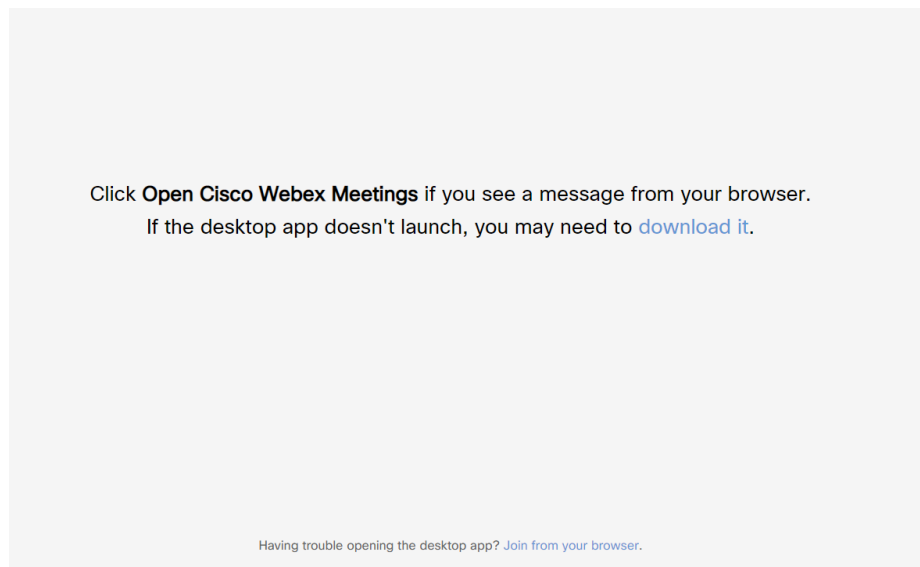 Click Open Cisco Webex Meetings if you see a message from your browser.
If the desktop app doesn't launch, you may need to download it.
Having trouble opening the desktop app? Join from your browser.